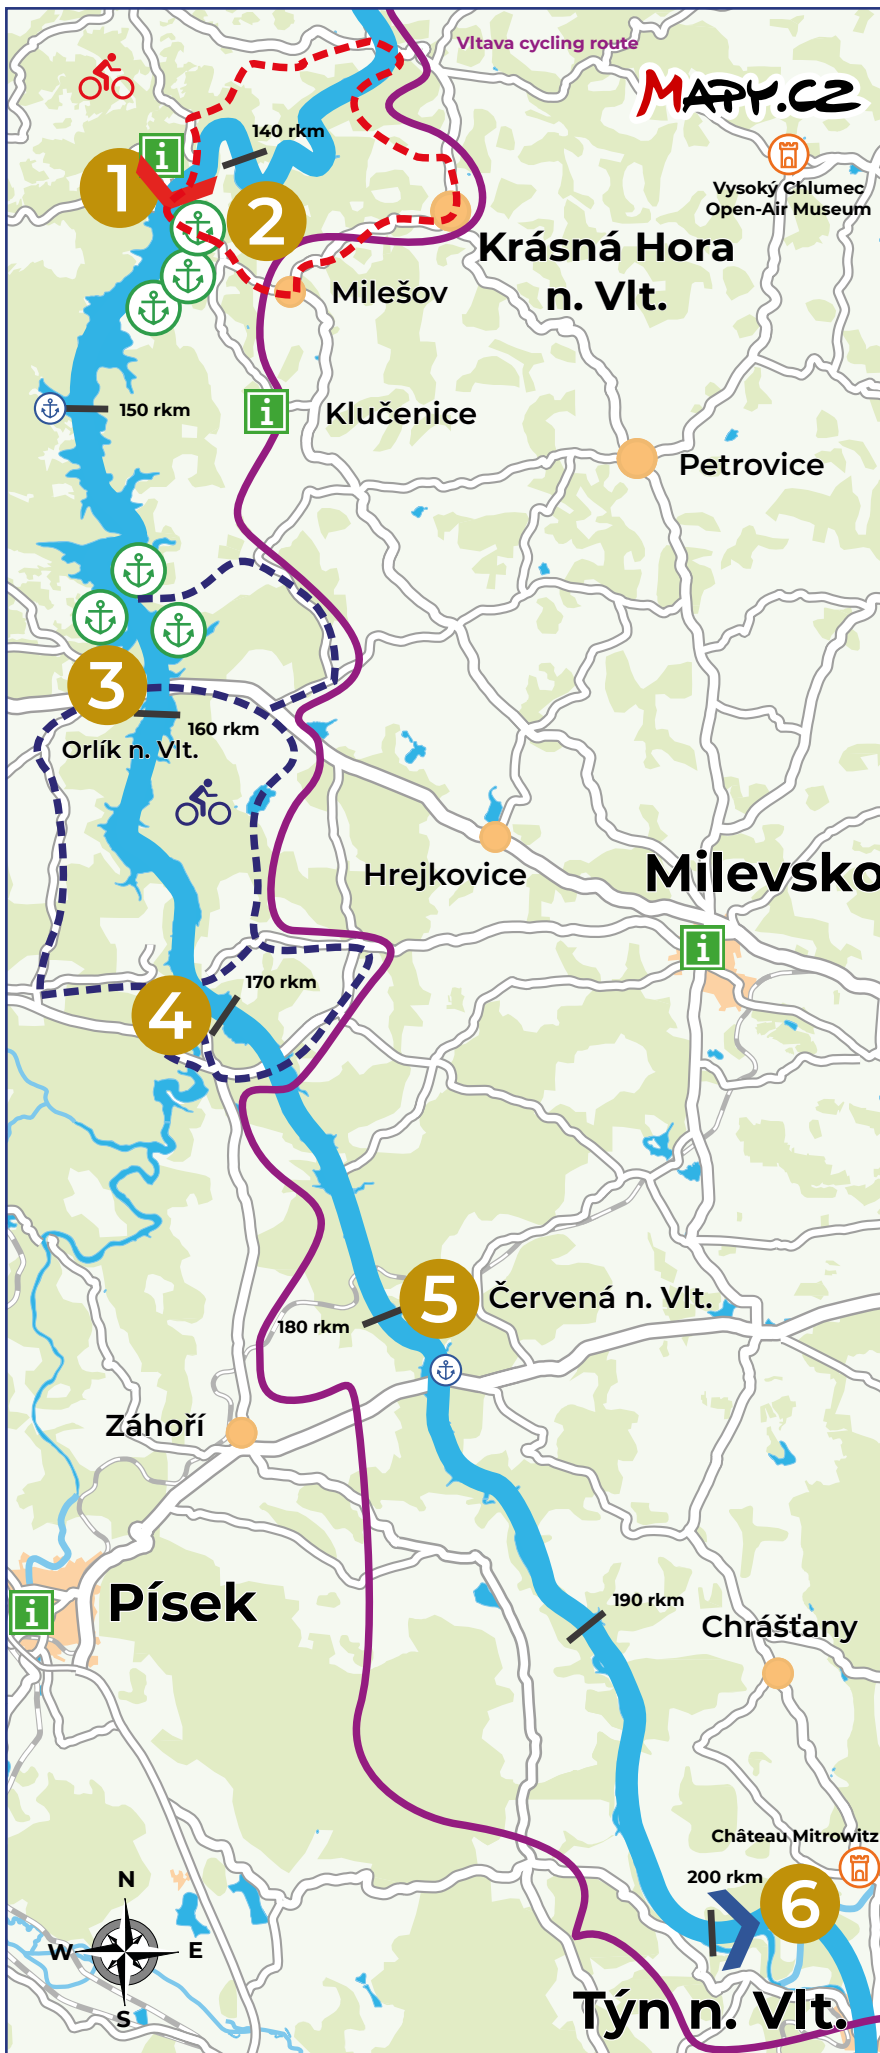 Vltava cycling route
MAPY.CZ
140 rkm
i
1
Vysoký Chlumec
Open-Air Museum
2
Krásná Hora
n. Vlt.
Milešov
150 rkm
i
Klučenice
Petrovice
3
160 rkm
Orlík n. Vlt.
Hrejkovice
Milevsko
i
170 rkm
4
5
Červená n. Vlt.
180 rkm
Záhoří
Písek
i
190 rkm
Chrášťany
Château Mitrowitz
200 rkm
6
N
W
E
S
Týn n. Vlt.